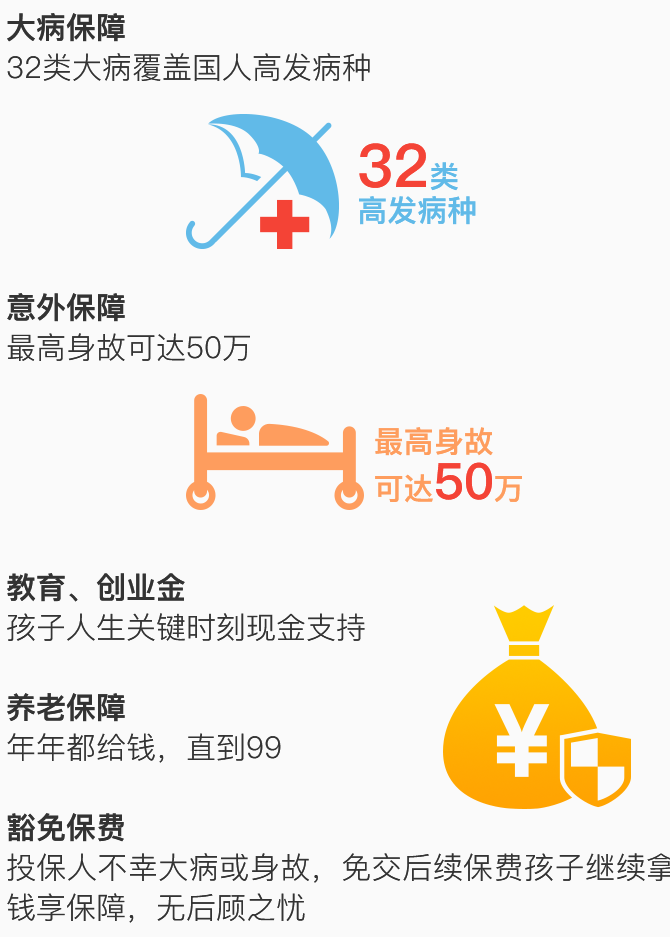 大病保障
32类大病覆盖国人高发病种
32类
高发病种
意外保障
最高身故可达50万
最高身故
可达50万
教育、创业金
孩子人生关键时刻现金支持
养老保障
年年都给钱，直到99
¥
豁免保费
投保人不幸大病或身故，免交后续保费孩子继续拿
钱享保障，无后顾之忧